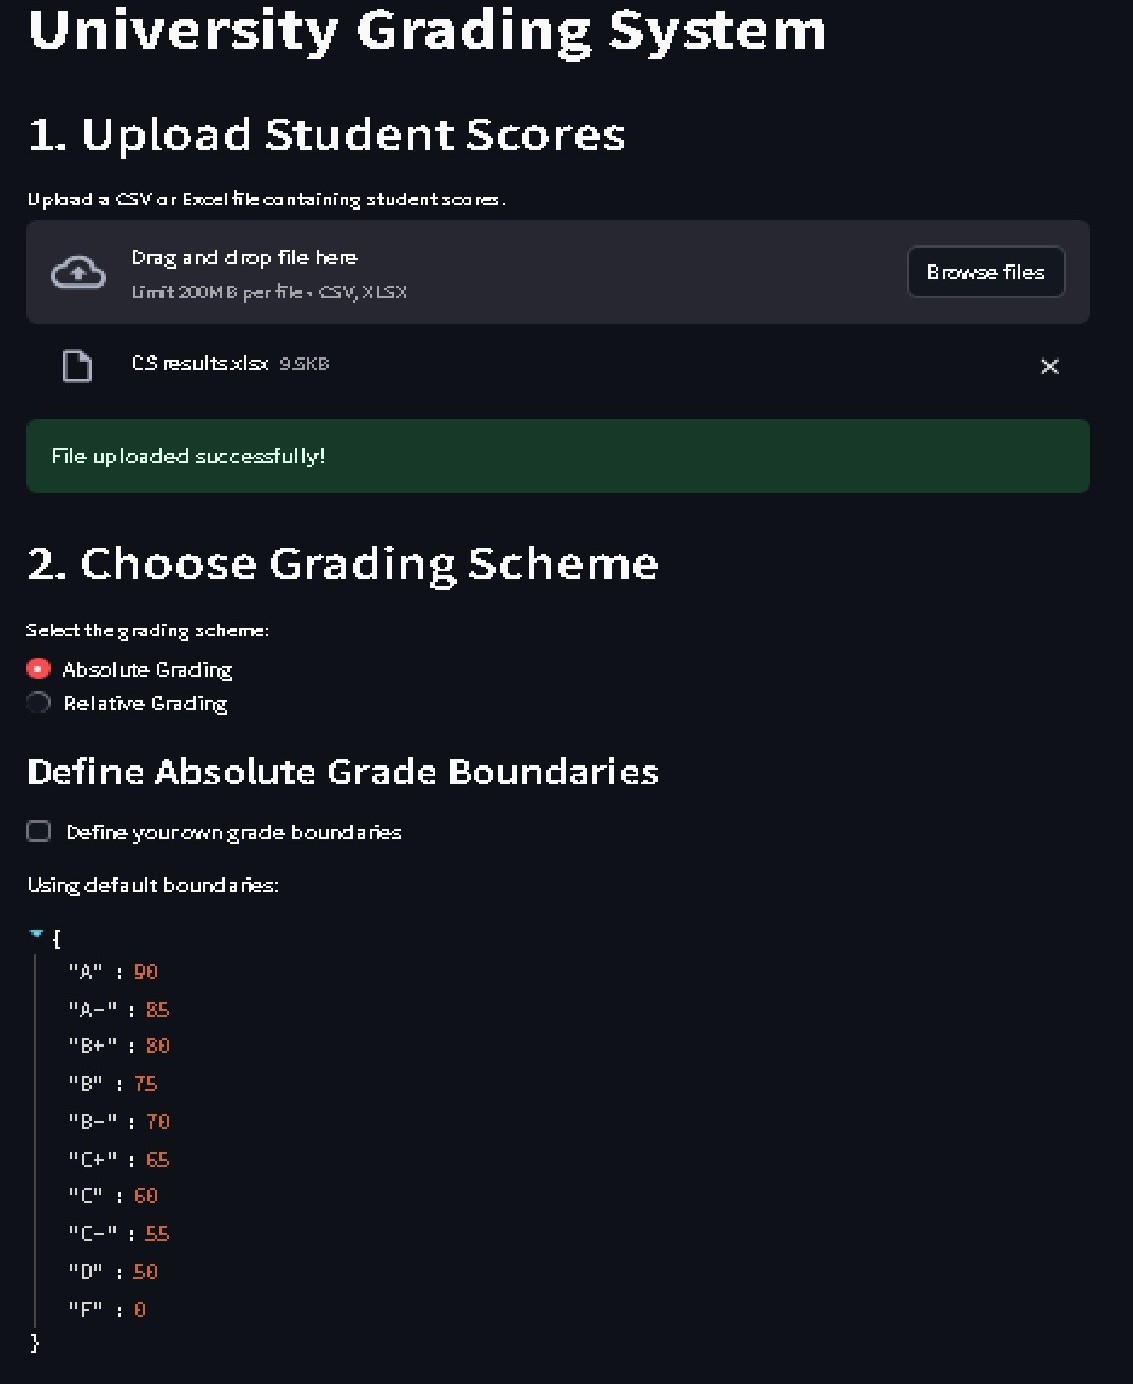 University Grading System
1. Upload Student Scores
Upload a CSV or Excel file containing student scores.
Drag and drop file here
Limit 200MB per file • CSV, XLSX
Browse files
CS results.xlsx 9.5KB
File uploaded successfully!
2. Choose Grading Scheme
Select the grading scheme:
Absolute Grading
Relative Grading
Define Absolute Grade Boundaries
Define your own grade boundaries
Using default boundaries:
{
"A" : 90
"A-" : 85
"B+" : 80
"B" : 75
"B-" : 70
"C+" : 65
"C" : 60
"C-" : 55
"D" : 50
"F" : 0
}